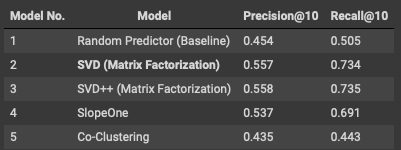 Model No. Model Precision@10 Recall@10
1 Random Predictor (Baseline) 0.454 0.505
2 SVD (Matrix Factorization) 0.557 0.734
3 SVD++ (Matrix Factorization) 0.558 0.735
4 SlopeOne 0.537 0.691
5 Co-Clustering 0.435 0.443